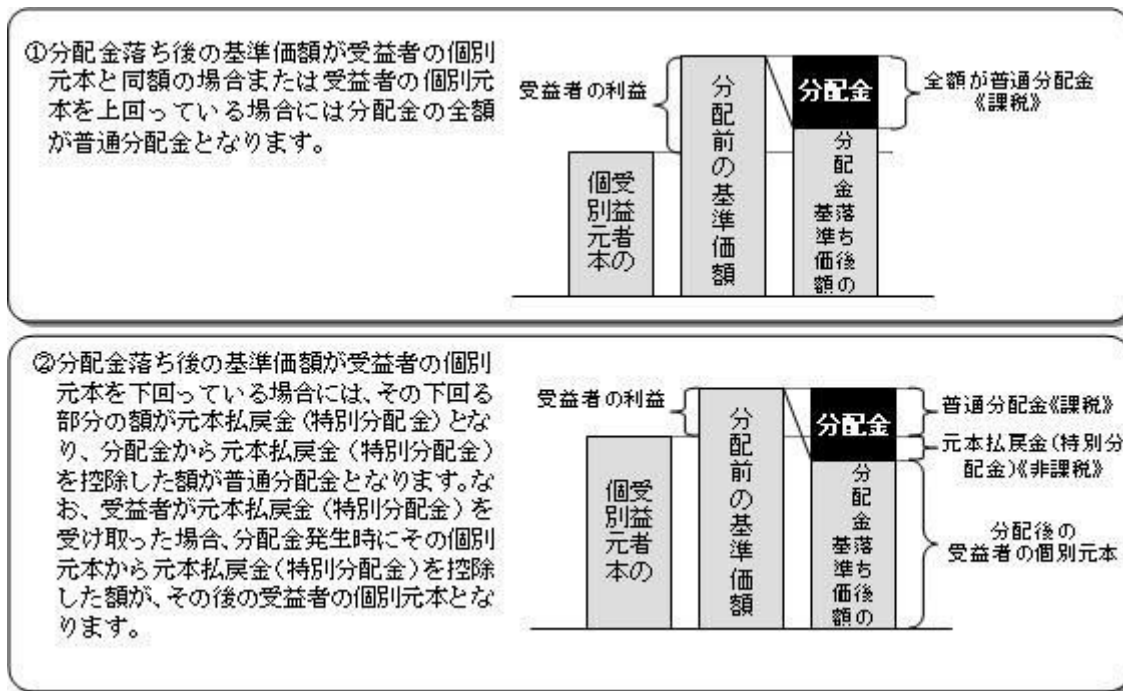 ①分配金落ち後の基準価額が受益者の個別
元本と同額の場合または受益者の個別元
本を上回っている場合には分配金の全額
が普通分配金となります。
受益者の利益
受益者の
個別元本
分配前の基準価額
分配金
分配金落ち後の
基準価額
全額が普通分配金
《課税》
②分配金落ち後の基準価額が受益者の個別
元本を下回っている場合には、その下回る
部分の額が元本払戻金(特別分配金)とな
り、分配金から元本払戻金(特別分配金)
を控除した額が普通分配金となります。な
お、受益者が元本払戻金(特別分配金)を
受け取った場合、分配金発生時にその個別
元本から元本払戻金(特別分配金)を控除
した額が、その後の受益者の個別元本とな
ります。
受益者の利益
受益者の
個別元本
分配前の基準価額
分配金
分配金落ち後の
基準価額
普通分配金《課税》
元本払戻金(特別分
配金)《非課税》
分配後の
受益者の個別元本